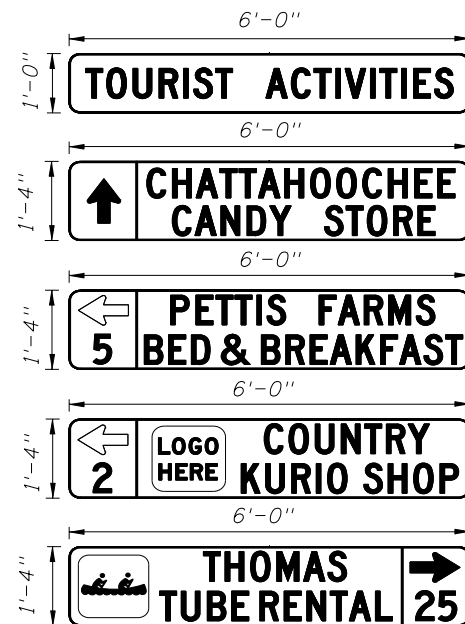 6'-0"
1'-0"
TOURIST ACTIVITIES
6'-0"
1'-4"
CHATTAHOOCHEE
CANDY STORE
6'-0"
1'-4"
PETTIS FARMS
5
BED & BREAKFAST
6'-0"
1'-4"
LOGO
HERE
COUNTRY
2
KURIO SHOP
6'-0"
1'-4"
THOMAS
TUBE RENTAL
25